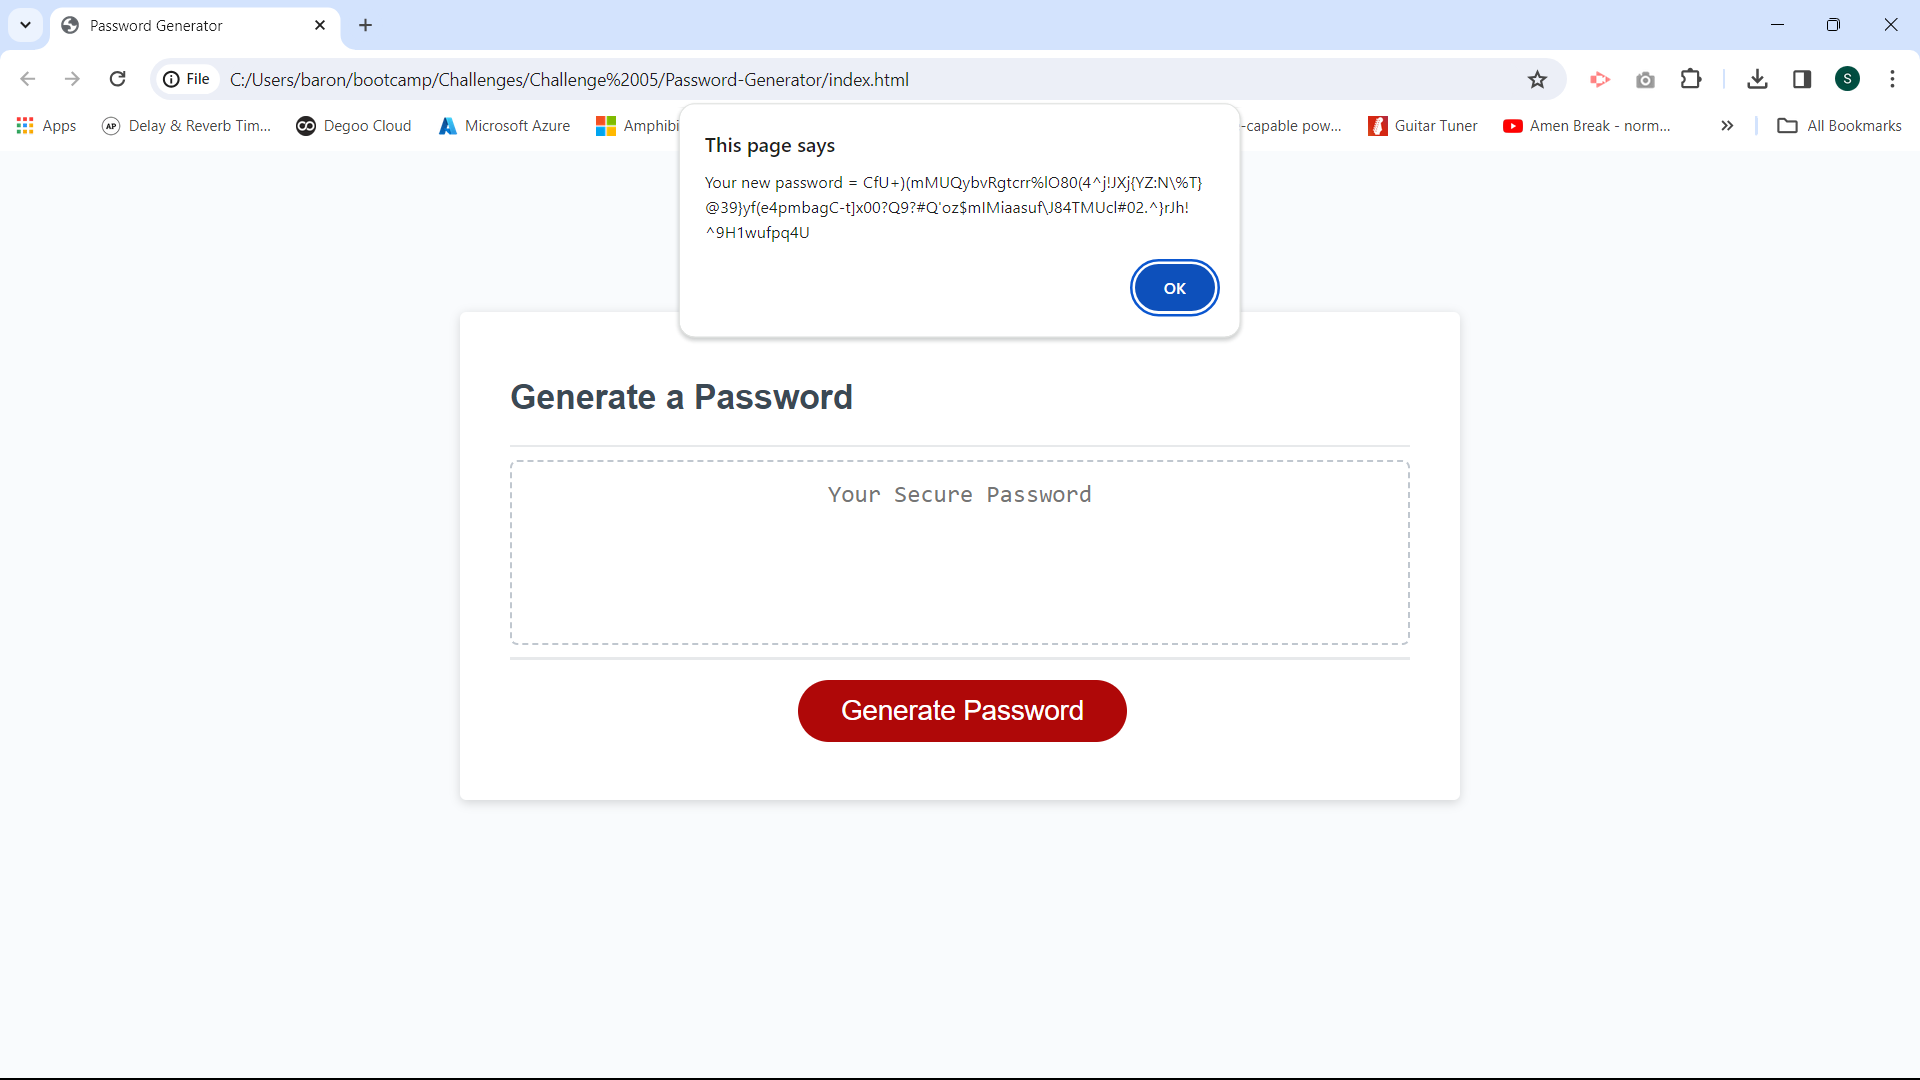 Password Generator
File
C:/Users/baron/bootcamp/Challenges/Challenge%2005/Password-Generator/index.html
S
Apps
AP
Delay & Reverb Tim...
Degoo Cloud
Microsoft Azure
Amphibi
-capable pow...
Guitar Tuner
Amen Break - norm...
All Bookmarks
This page says
Your new password = CfU+)(mMUQybvRgtcrr%lO80(4^j!JXj{YZ:N\%T}
@39}yf(e4pmbagC-t]x00?Q9?#Q'oz$mIMiaasuf\J84TMUcl#02.^}rJh!
^9H1wufpq4U
OK
Generate a Password
Your Secure Password
Generate Password